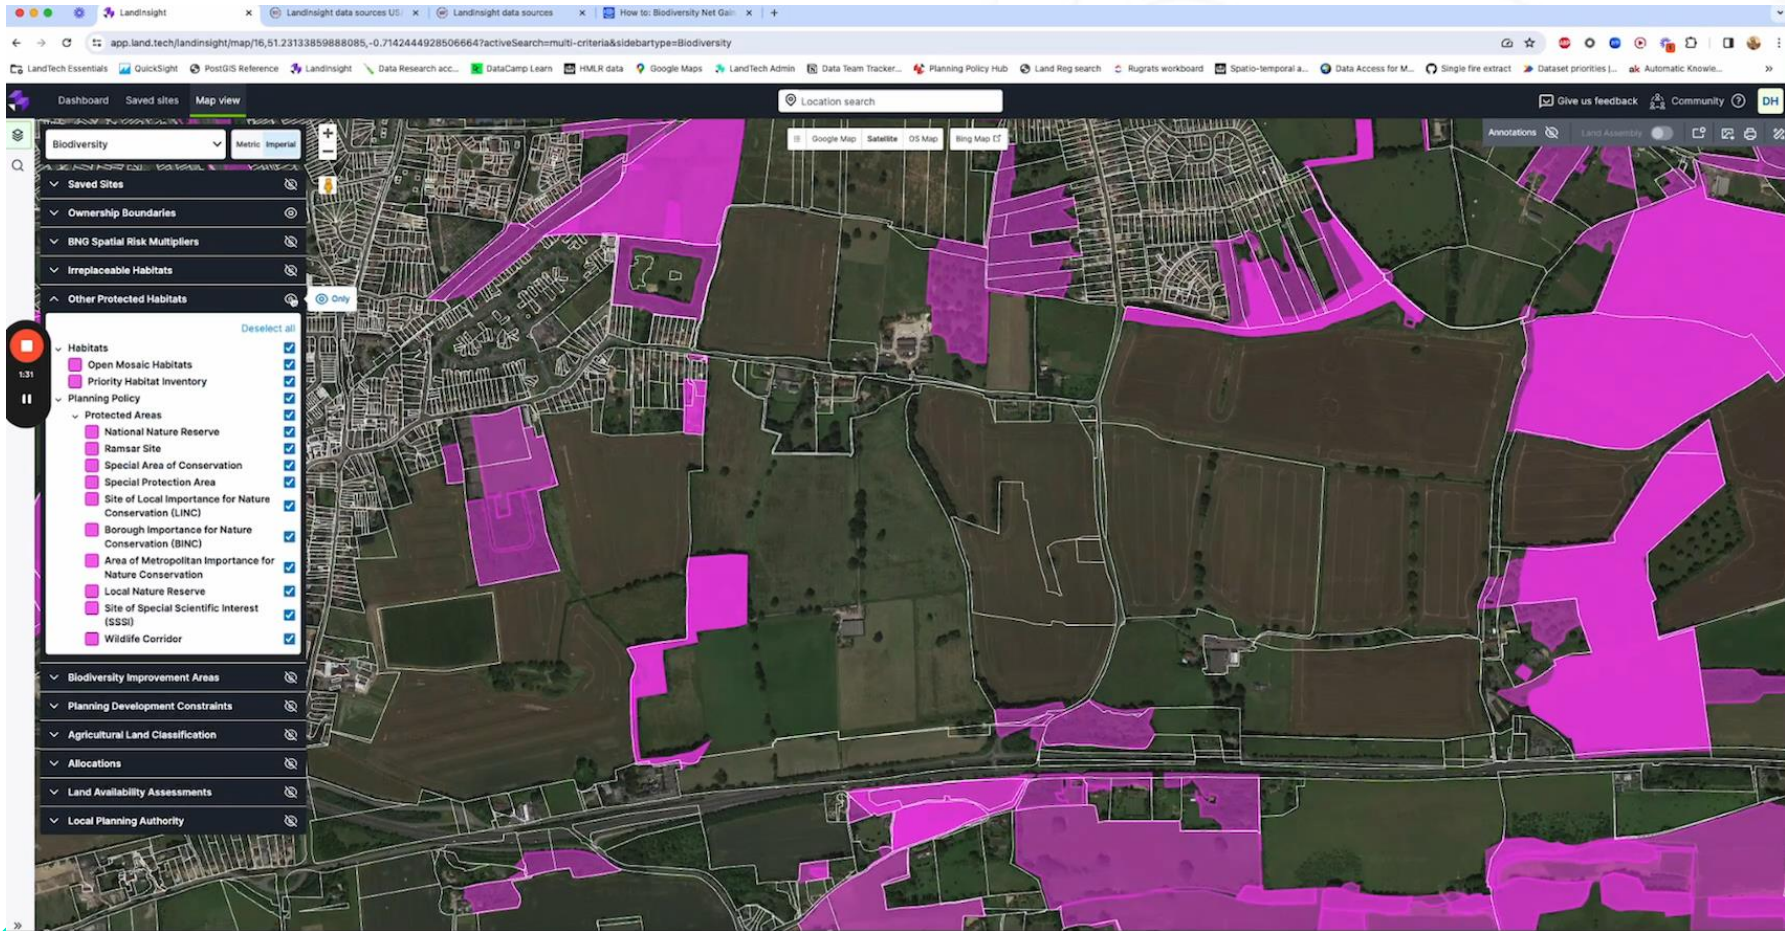 LandInsight
LandInsight data sources US
LandInsight data sources
How to: Biodiversity Net Gain
app.land.tech/landinsight/map/16,51.23133859888085,-0.7142444928506664?activeSearch=multi-criteria&sidebartype=Biodiversity
LandTech Essentials QuickSight PostGIS Reference LandInsight Data Research acc... DataCamp Learn HMLR data Google Maps LandTech Admin Data Team Tracker... Planning Policy Hub Land Reg search Rugrats workboard Spatio-temporal a... Data Access for M... Single fire extract Dataset priorities |... ak Automatic Knowle... »
Dashboard Saved sites Map view Location search Give us feedback Community DH
Biodiversity Metric Imperial
Google Map Satellite OS Map Bing Map
Annotations Land Assembly
Saved Sites
Ownership Boundaries
BNG Spatial Risk Multipliers
Irreplaceable Habitats
Other Protected Habitats
Only
Deselect all
Habitats
Open Mosaic Habitats
Priority Habitat Inventory
Planning Policy
Protected Areas
National Nature Reserve
Ramsar Site
Special Area of Conservation
Special Protection Area
Site of Local Importance for Nature
Conservation (LINC)
Borough Importance for Nature
Conservation (BINC)
Area of Metropolitan Importance for
Nature Conservation
Local Nature Reserve
Site of Special Scientific Interest
(SSSI)
Wildlife Corridor
1:31
Biodiversity Improvement Areas
Planning Development Constraints
Agricultural Land Classification
Allocations
Land Availability Assessments
Local Planning Authority